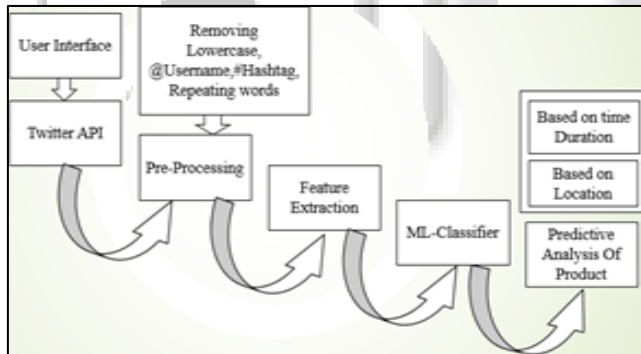 User Interface
Removing
Lowercase,
@Username,#Hashtag,
Repeating words
Twitter API
Pre-Processing
Feature
Extraction
ML-Classifier
Based on time
Duration
Based on
Location
Predictive
Analysis Of
Product